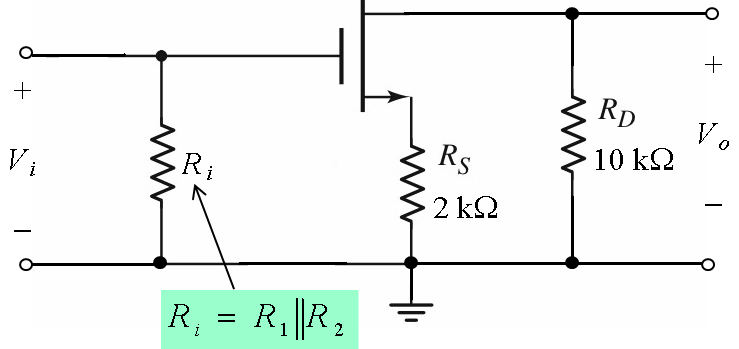 +
V_i
−
R_i
R_S
2 kΩ
R_D
10 kΩ
+
V_o
−
R_i = R_1 || R_2